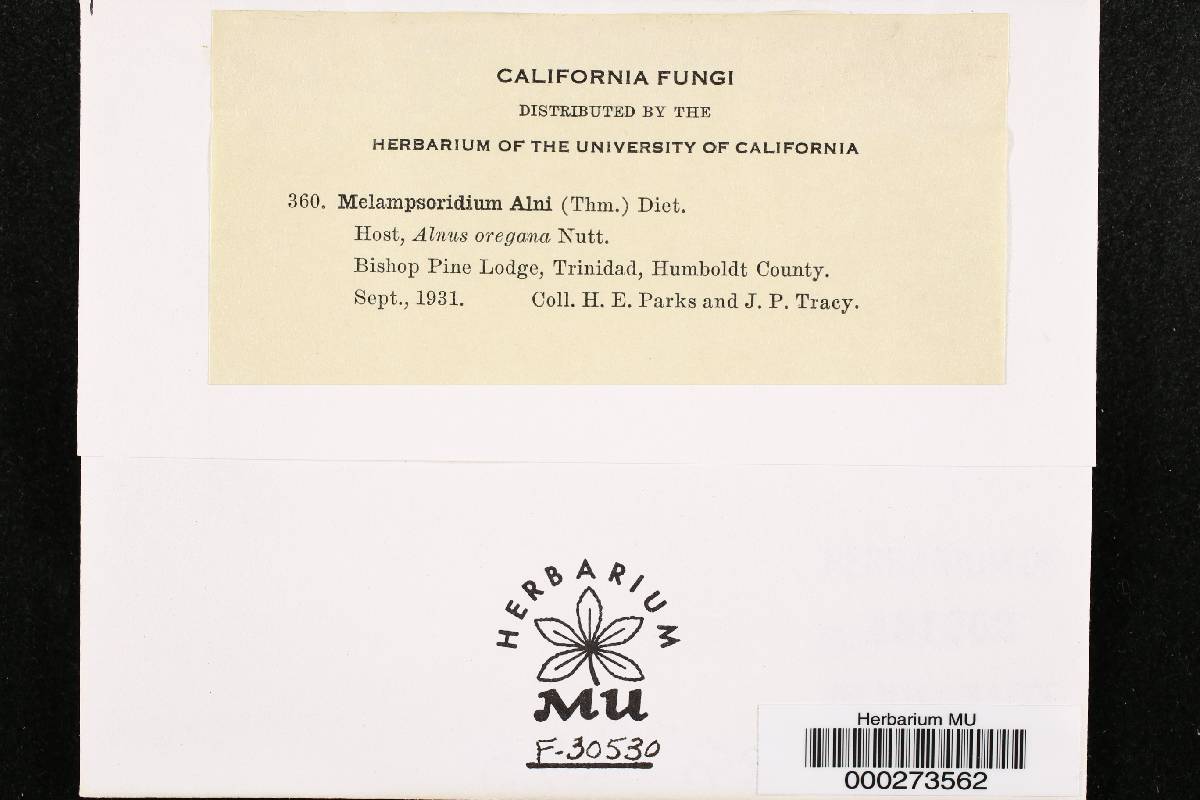 CALIFORNIA FUNGI
DISTRIBUTED BY THE
HERBARIUM OF THE UNIVERSITY OF CALIFORNIA
360. Melampsoridium Alni (Thm.) Diet.
Host, Alnus oregana Nutt.
Bishop Pine Lodge, Trinidad, Humboldt County.
Sept., 1931. Coll. H. E. Parks and J. P. Tracy.
HERBARIUM
MU
F-30530
Herbarium MU
000273562